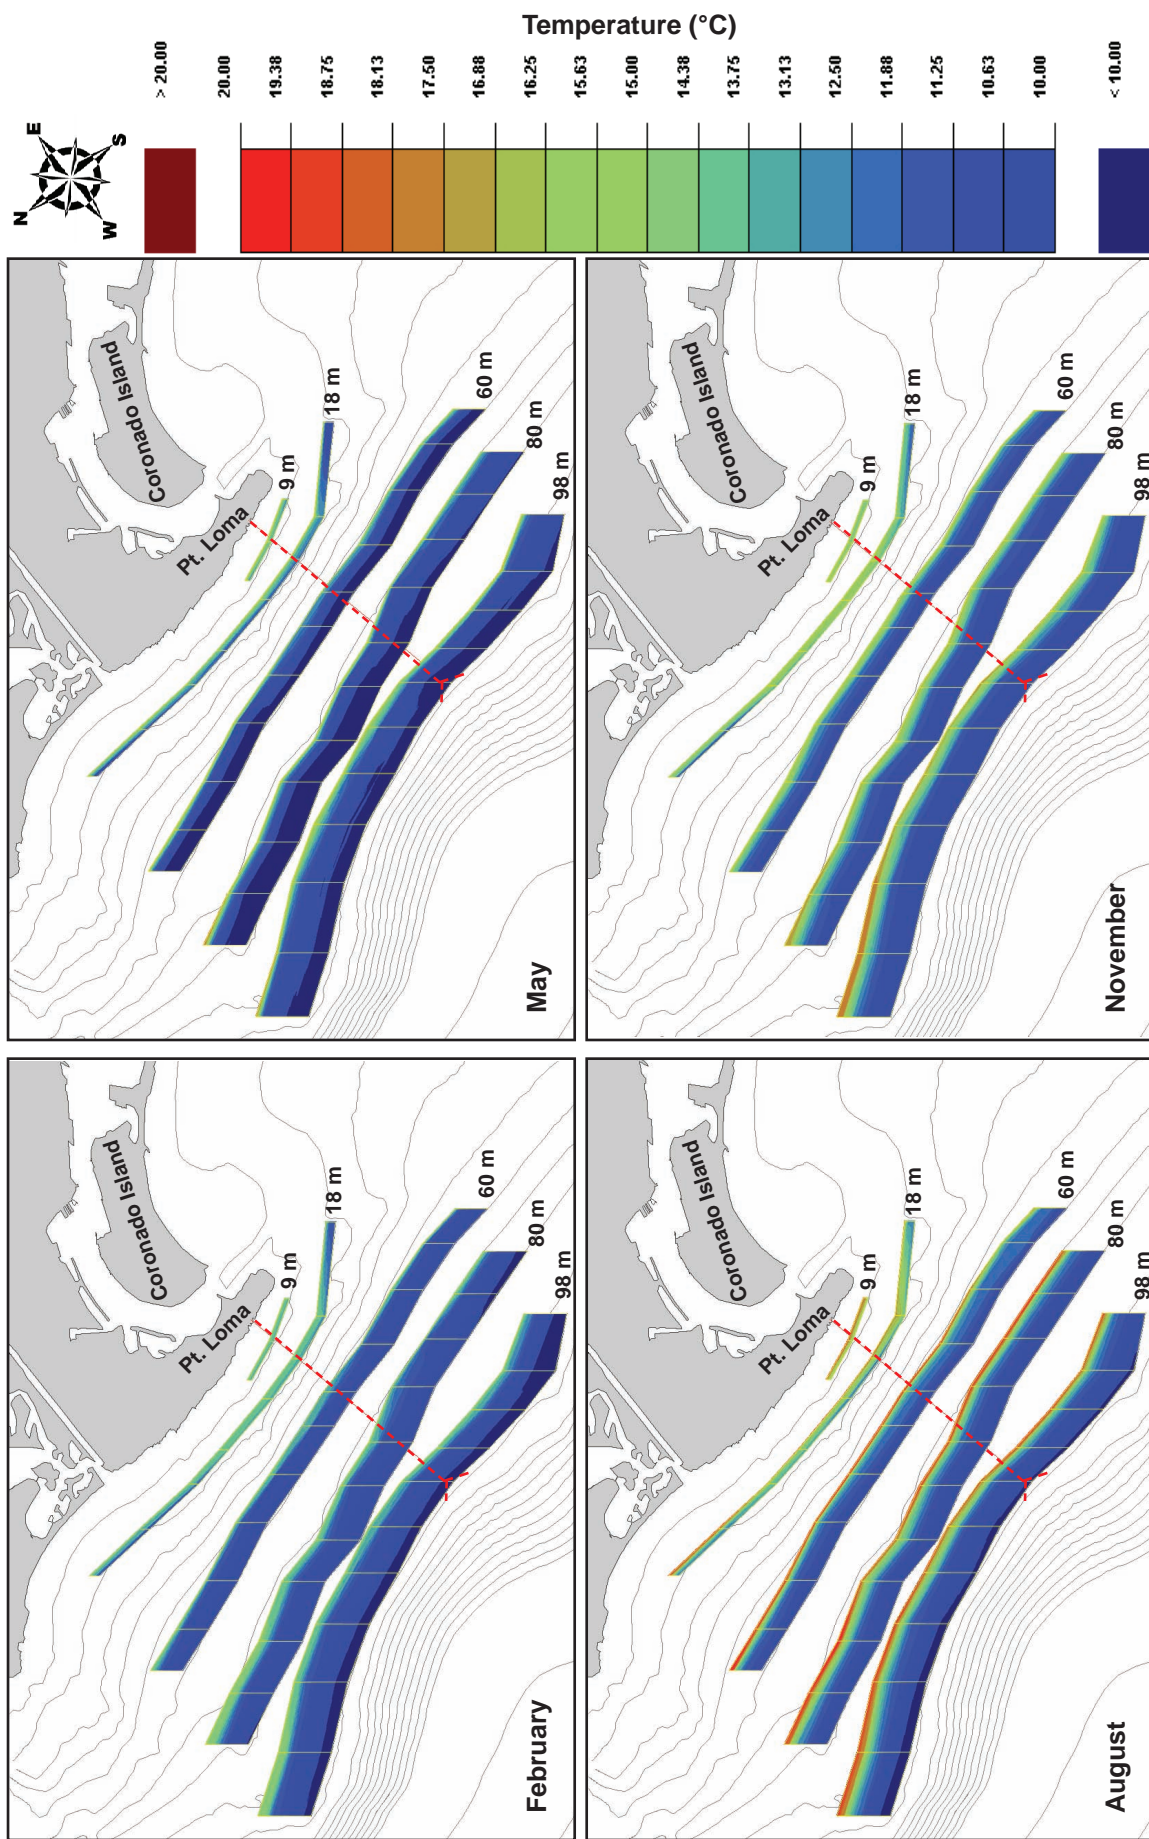 Temperature (°C)
> 20.00
20.00
19.38
18.75
18.13
17.50
16.88
16.25
15.63
15.00
14.38
13.75
13.13
12.50
11.88
11.25
10.63
10.00
< 10.00
N
E
S
W
Coronado Island
Pt. Loma
9 m
18 m
60 m
80 m
98 m
May
Coronado Island
Pt. Loma
9 m
18 m
60 m
80 m
98 m
November
Coronado Island
Pt. Loma
9 m
18 m
60 m
80 m
98 m
February
Coronado Island
Pt. Loma
9 m
18 m
60 m
80 m
98 m
August